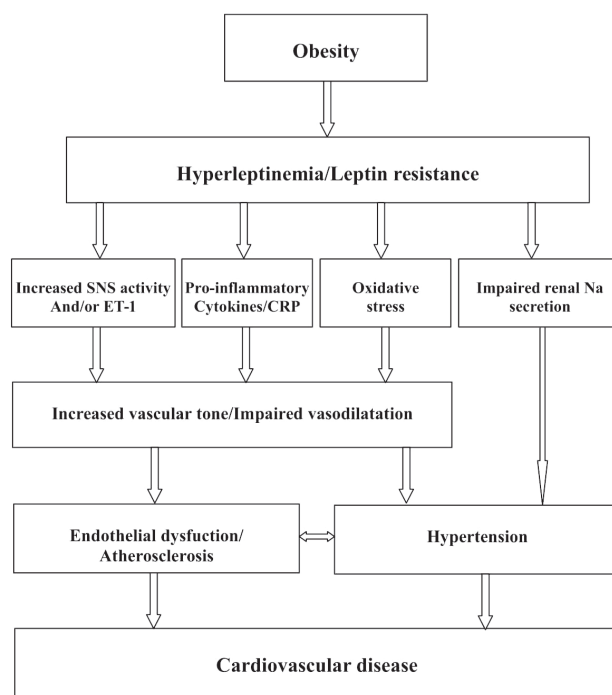 Obesity
Hyperleptinemia/Leptin resistance
Increased SNS activity
And/or ET-1
Pro-inflammatory
Cytokines/CRP
Oxidative
stress
Impaired renal Na
secretion
Increased vascular tone/Impaired vasodilatation
Endothelial dysfuction/
Atherosclerosis
Hypertension
Cardiovascular disease